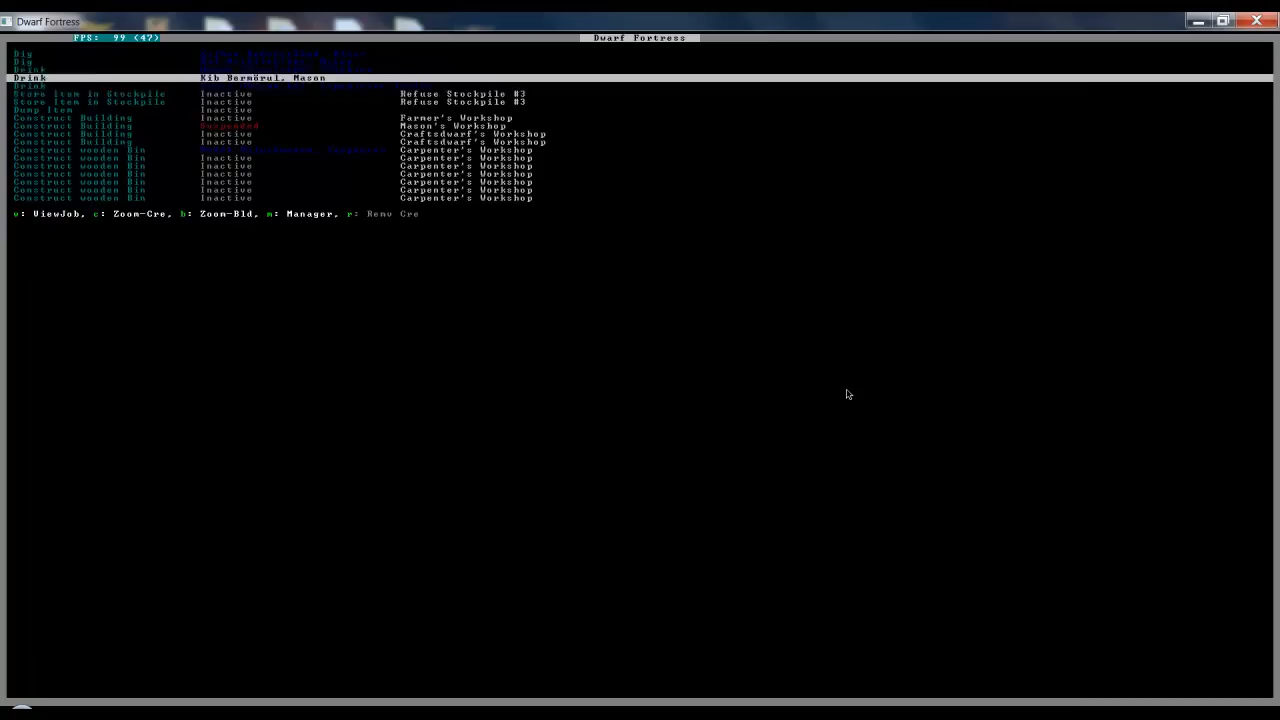 Dwarf Fortress
FPS: 99 (47) Dwarf Fortress
Dig
Dig
Drink
Drink Kib Bermörul, Mason
Drink
Store Item in Stockpile Inactive Refuse Stockpile #3
Store Item in Stockpile Inactive Refuse Stockpile #3
Dump Item Inactive
Construct Building Inactive Farmer's Workshop
Construct Building Suspended Mason's Workshop
Construct Building Inactive Craftsdwarf's Workshop
Construct Building Inactive Craftsdwarf's Workshop
Construct wooden Bin Carpenter's Workshop
Construct wooden Bin Inactive Carpenter's Workshop
Construct wooden Bin Inactive Carpenter's Workshop
Construct wooden Bin Inactive Carpenter's Workshop
Construct wooden Bin Inactive Carpenter's Workshop
Construct wooden Bin Inactive Carpenter's Workshop
Construct wooden Bin Inactive Carpenter's Workshop
v: ViewJob, c: Zoom-Cre, b: Zoom-Bld, m: Manager, r: Remv Cre